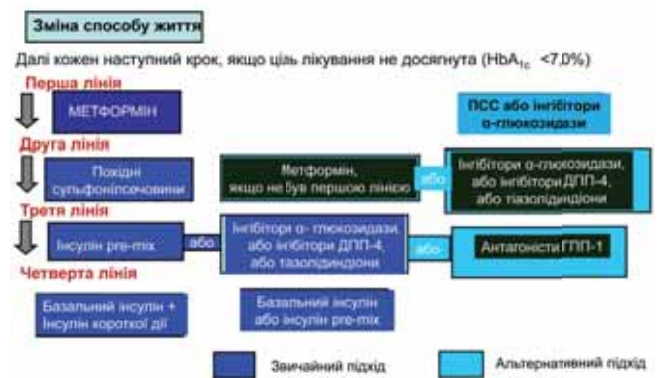 Зміна способу життя
Далі кожен наступний крок, якщо ціль лікування не досягнута (HbA1c <7,0%)
Перша лінія
МЕТФОРМІН
ПСС або інгібітори
α-глюкозидази
Друга лінія
Похідні
сульфонілсечовини
Метформін,
якщо не був першою лінією
або
Інгібітори α-глюкозидази,
або інгібітори ДПП-4,
або тіазолідиндіони
Третя лінія
Інсулін pre-mix
або
Інгібітори α- глюкозидази,
або інгібітори ДПП-4,
або тазолідиндіони
або
Антагоністи ГПП-1
Четверта лінія
Базальний інсулін +
Інсулін короткої дії
Базальний інсулін
або інсулін pre-mix
Звичайний підхід
Альтернативний підхід